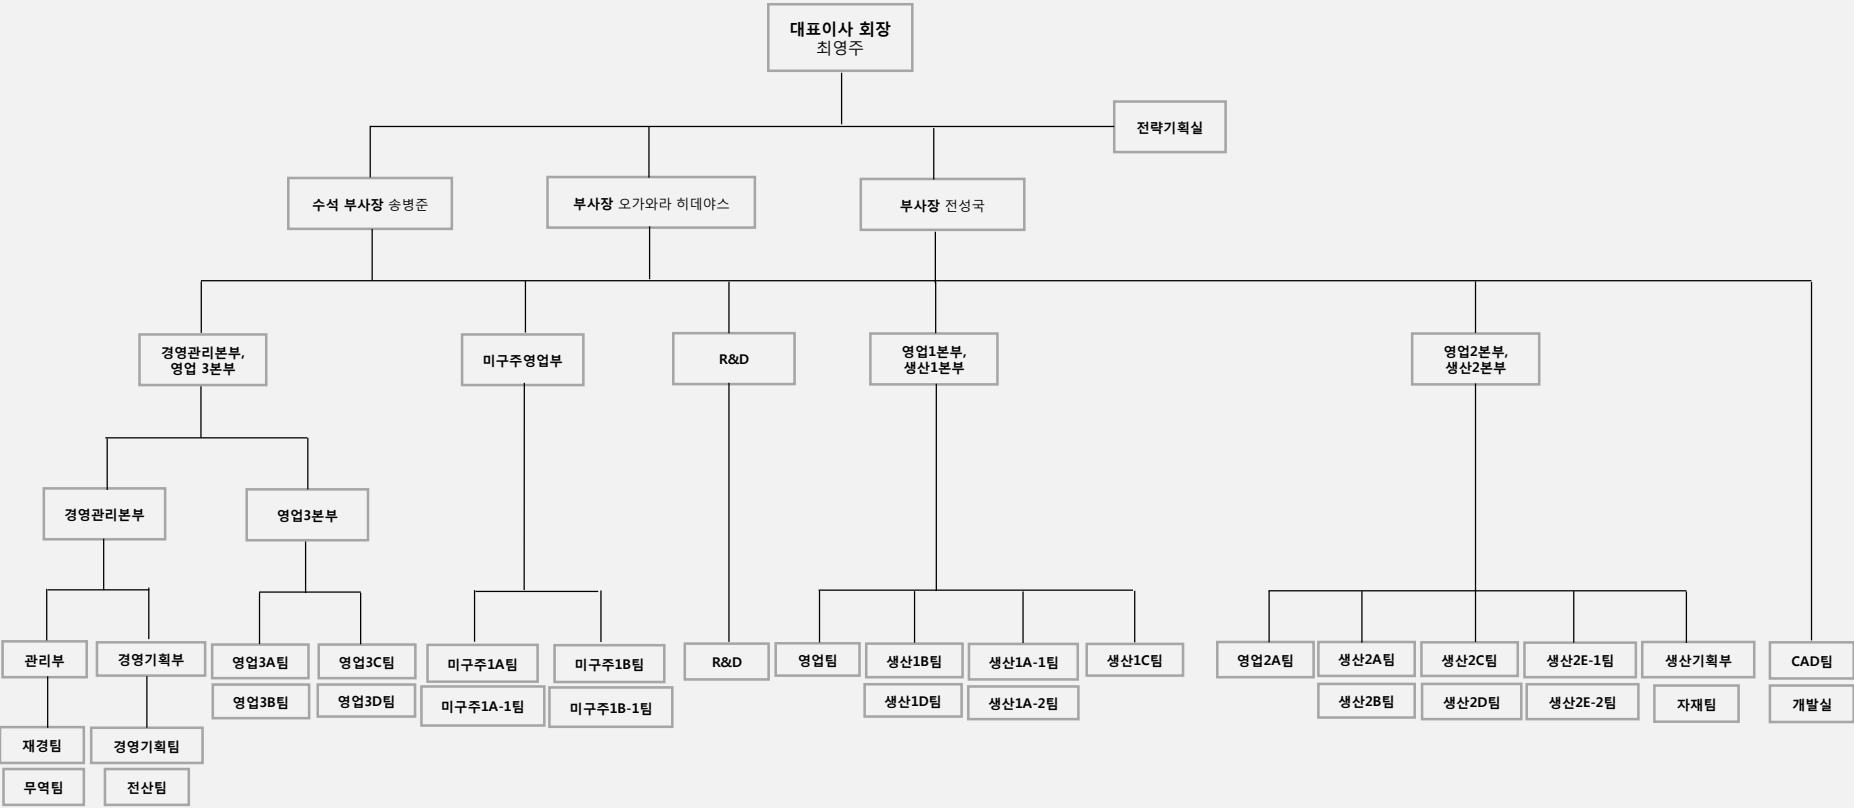 대표이사 회장
최영주
전략기획실
수석 부사장 송병준
부사장 오가와라 히데야스
부사장 전성국
경영관리본부,
영업 3본부
미구주영업부
R&D
영업1본부,
생산1본부
영업2본부,
생산2본부
경영관리본부
영업3본부
관리부
경영기획부
영업3A팀
영업3C팀
미구주1A팀
미구주1B팀
R&D
영업팀
생산1B팀
생산1A-1팀
생산1C팀
영업2A팀
생산2A팀
생산2C팀
생산2E-1팀
생산기획부
CAD팀
영업3B팀
영업3D팀
미구주1A-1팀
미구주1B-1팀
생산1D팀
생산1A-2팀
생산2B팀
생산2D팀
생산2E-2팀
자재팀
개발실
재경팀
경영기획팀
무역팀
전산팀